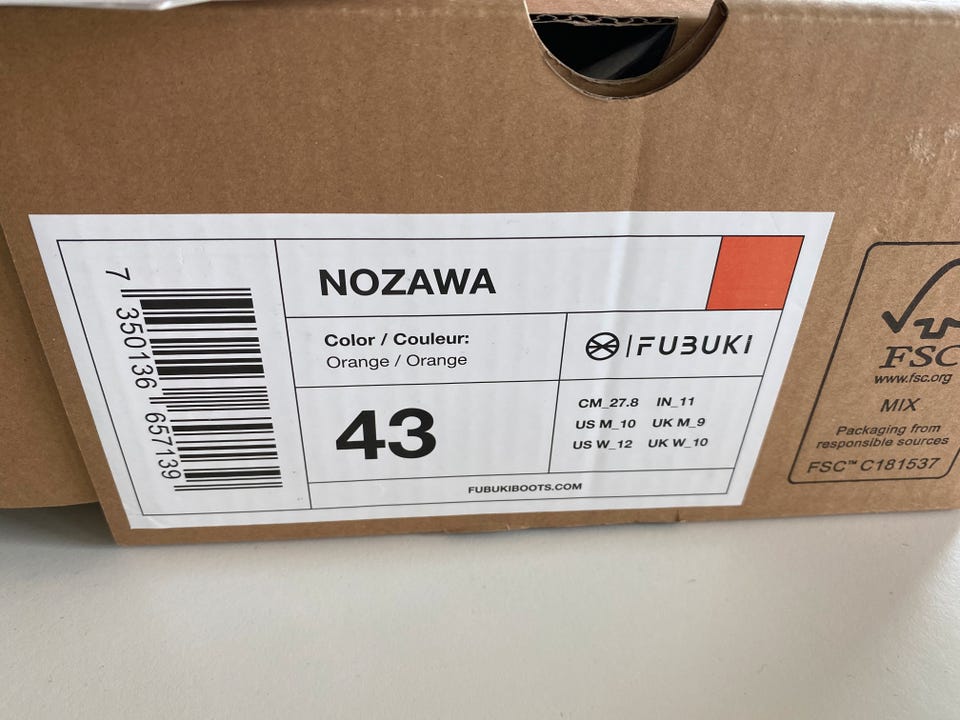 7 350136 657139
NOZAWA
Color / Couleur:
Orange / Orange
FUBUKI
43
CM_27.8 IN_11
US M_10 UK M_9
US W_12 UK W_10
FUBUKIBOOTS.COM
FSC
www.fsc.org
MIX
Packaging from
responsible sources
FSC™ C181537